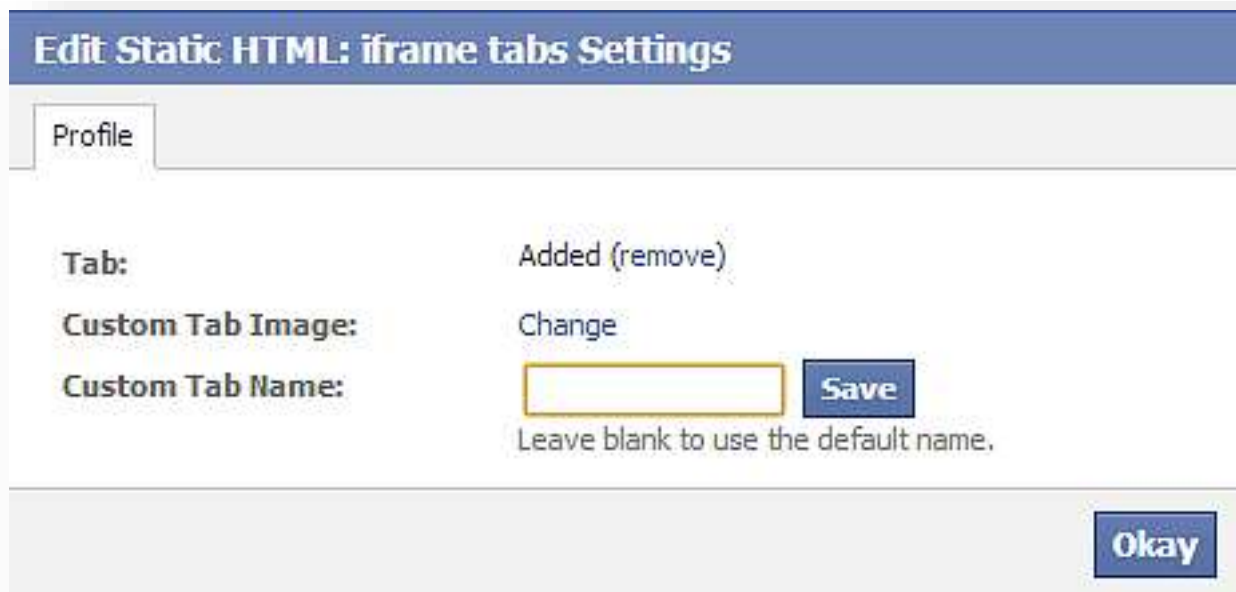 Edit Static HTML: iframe tabs Settings
Profile
Tab: Added (remove)
Custom Tab Image: Change
Custom Tab Name: Save
Leave blank to use the default name.
Okay